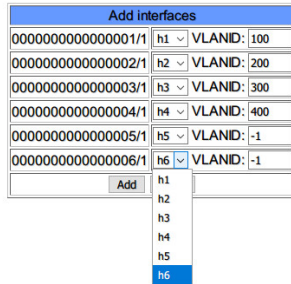 Add interfaces
0000000000000001/1 h1 VLANID: 100
0000000000000002/1 h2 VLANID: 200
0000000000000003/1 h3 VLANID: 300
0000000000000004/1 h4 VLANID: 400
0000000000000005/1 h5 VLANID: -1
0000000000000006/1 h6 VLANID: -1
Add
h1
h2
h3
h4
h5
h6